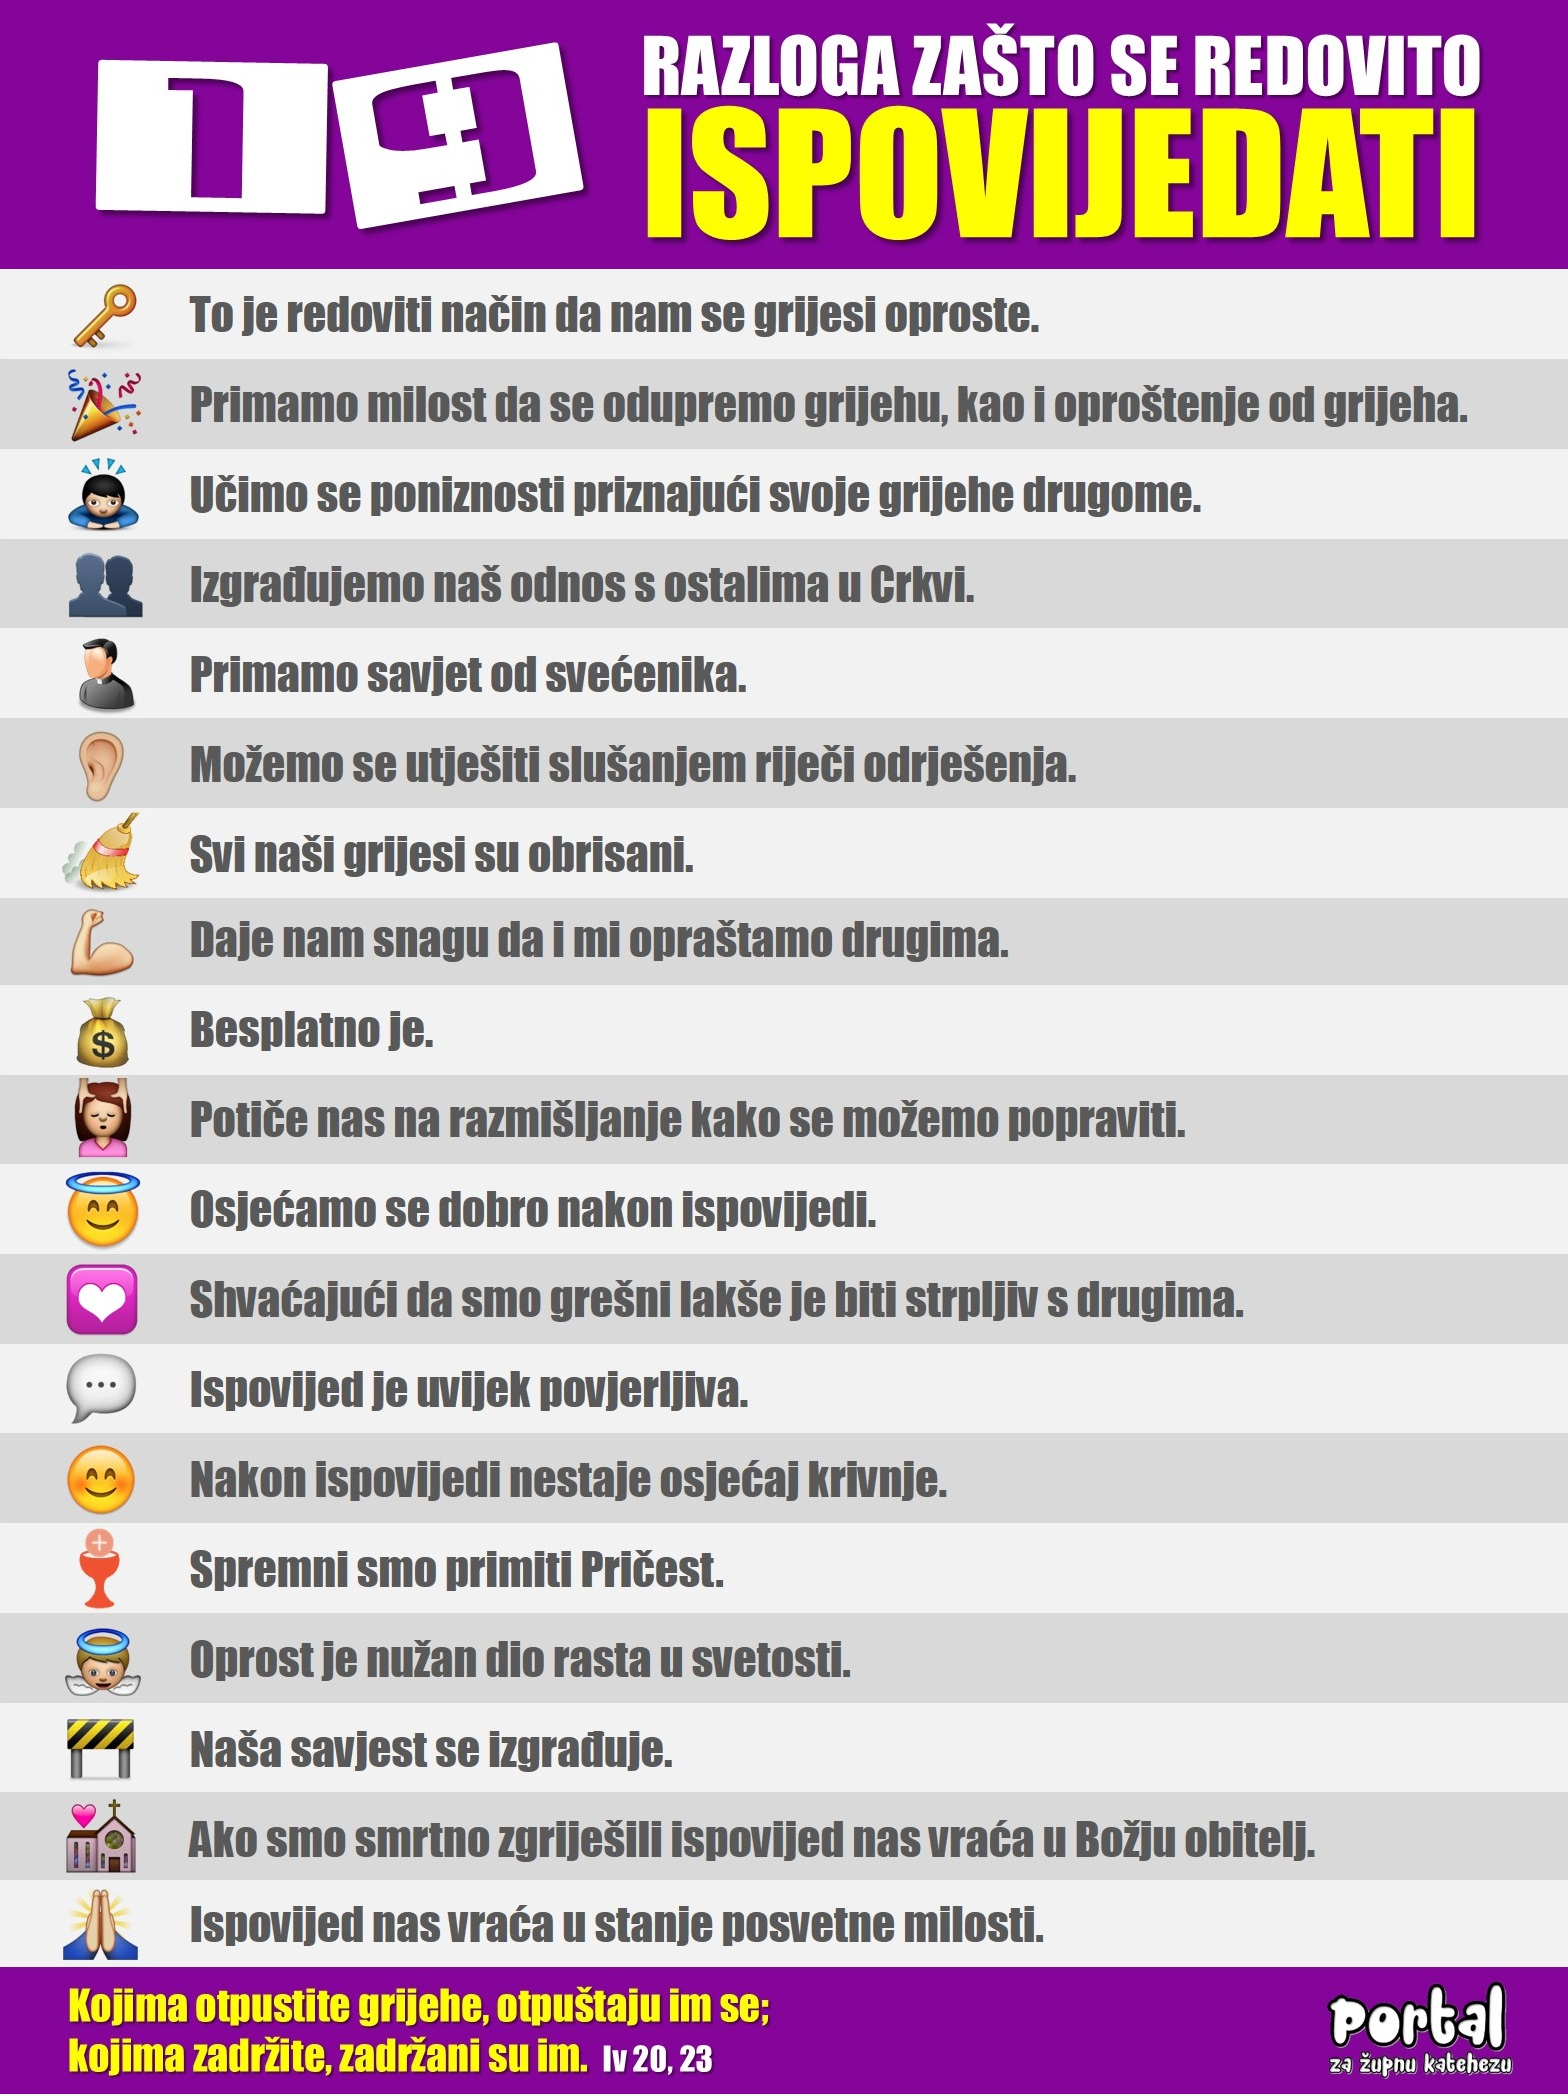 19
RAZLOGA ZAŠTO SE REDOVITO
ISPOVIJEDATI
To je redoviti način da nam se grijesi oproste.
Primamo milost da se odupremo grijehu, kao i oproštenje od grijeha.
Učimo se poniznosti priznajući svoje grijehe drugome.
Izgrađujemo naš odnos s ostalima u Crkvi.
Primamo savjet od svećenika.
Možemo se utješiti slušanjem riječi odrješenja.
Svi naši grijesi su obrisani.
Daje nam snagu da i mi opraštamo drugima.
$
Besplatno je.
Potiče nas na razmišljanje kako se možemo popraviti.
Osjećamo se dobro nakon ispovijedi.
Shvaćajući da smo grešni lakše je biti strpljiv s drugima.
Ispovijed je uvijek povjerljiva.
Nakon ispovijedi nestaje osjećaj krivnje.
Spremni smo primiti Pričest.
Oprost je nužan dio rasta u svetosti.
Naša savjest se izgrađuje.
Ako smo smrtno zgriješili ispovijed nas vraća u Božju obitelj.
Ispovijed nas vraća u stanje posvetne milosti.
Kojima otpustite grijehe, otpuštaju im se;
kojima zadržite, zadržani su im. Iv 20, 23
portal
za župnu katehezu